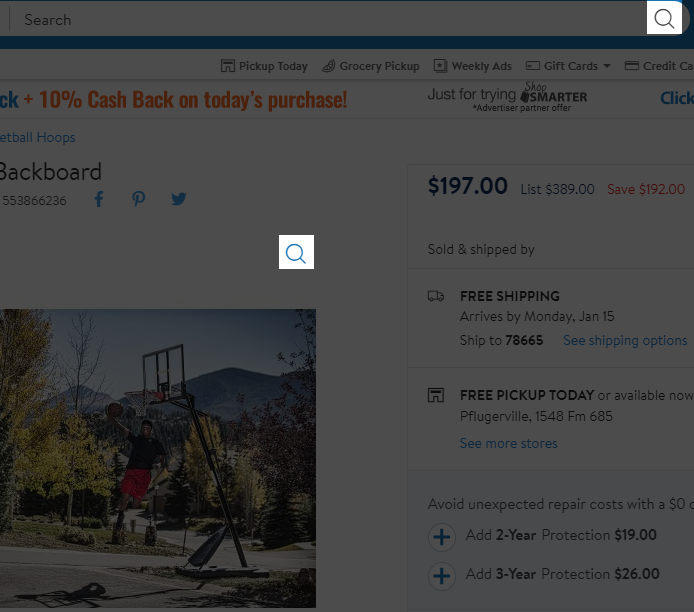 Search
Pickup Today
Grocery Pickup
Weekly Ads
Gift Cards
Credit Ca
ck + 10% Cash Back on today's purchase!
Just for trying Shop SMARTER
*Advertiser partner offer
Click
etball Hoops
Backboard
553866236
$197.00 List $389.00 Save $192.00
Sold & shipped by
FREE SHIPPING
Arrives by Monday, Jan 15
Ship to 78665 See shipping options
FREE PICKUP TODAY or available now
Pflugerville, 1548 Fm 685
See more stores
Avoid unexpected repair costs with a $0
Add 2-Year Protection $19.00
Add 3-Year Protection $26.00